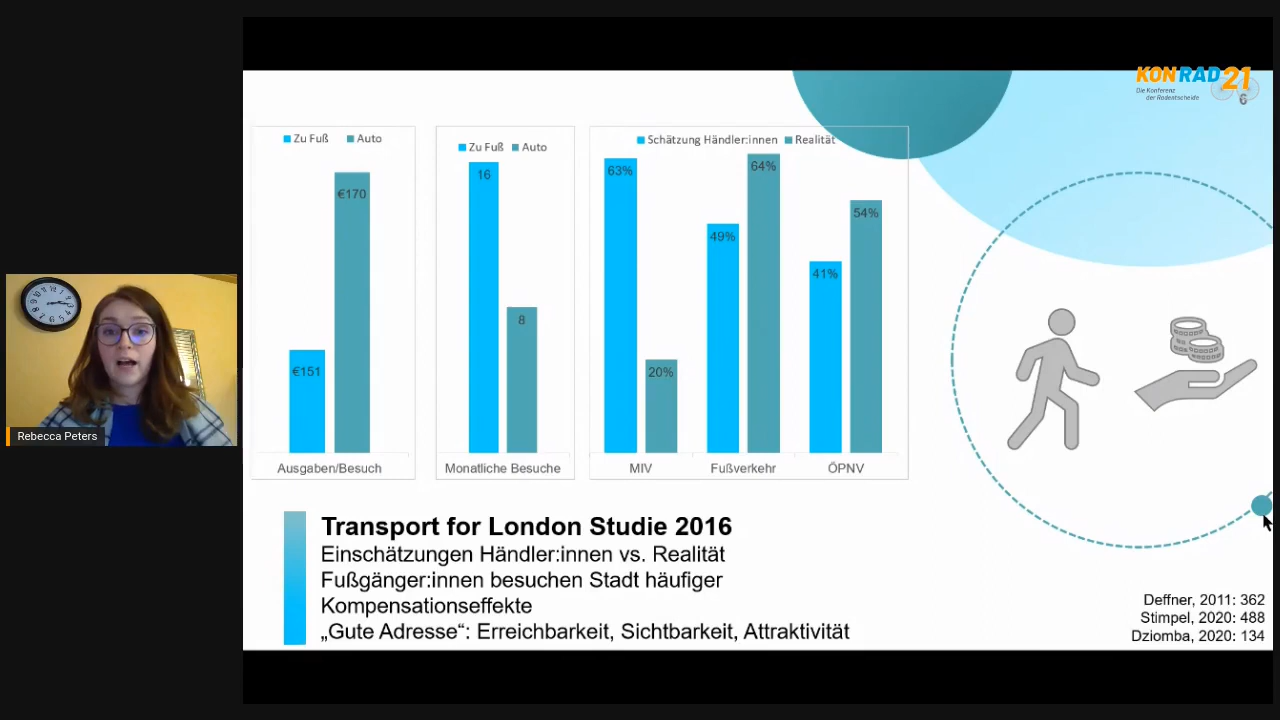 KONRAD21
Die Konferenz
der Radentscheide
6
Zu Fuß Auto
€151
€170
Ausgaben/Besuch
Zu Fuß Auto
16
8
Monatliche Besuche
Schätzung Händler:innen Realität
63%
20%
49%
64%
41%
54%
MIV Fußverkehr ÖPNV
Transport for London Studie 2016
Einschätzungen Händler:innen vs. Realität
Fußgänger:innen besuchen Stadt häufiger
Kompensationseffekte
„Gute Adresse“: Erreichbarkeit, Sichtbarkeit, Attraktivität
Deffner, 2011: 362
Stimpel, 2020: 488
Dziomba, 2020: 134
Rebecca Peters